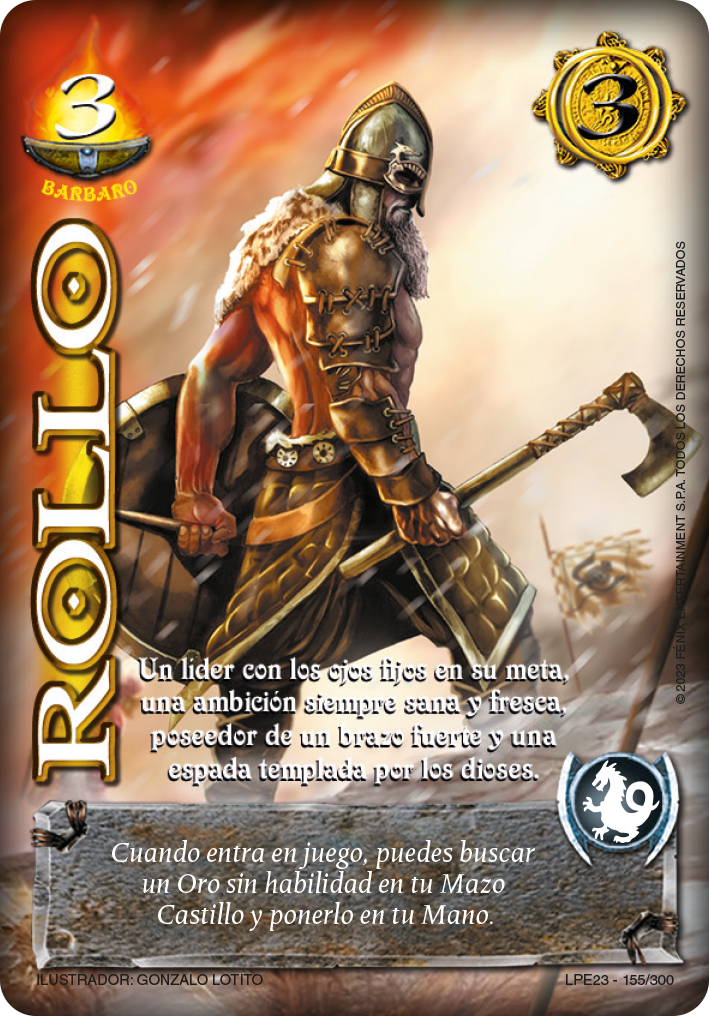 3
3
BARBARO
ROLLO
© 2023 FÉNIX ENTERTAINMENT S.P.A. TODOS LOS DERECHOS RESERVADOS
Un lider con los ojos fijos en su meta,
una ambición siempre sana y fresca,
poseedor de un brazo fuerte y una
espada templada por los dioses.
Cuando entra en juego, puedes buscar
un Oro sin habilidad en tu Mazo
Castillo y ponerlo en tu Mano.
ILUSTRADOR: GONZALO LOTITO
LPE23 - 155/300